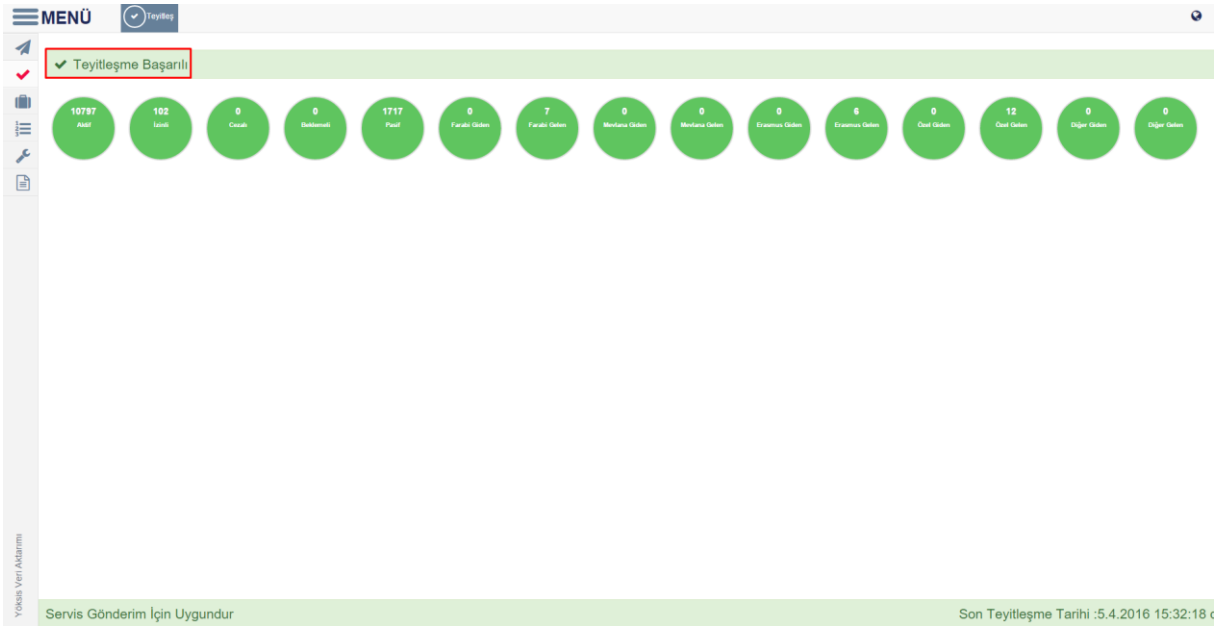 MENÜ
Teyitleş
Teyitleşme Başarılı
10797
Aktif
102
İzinli
0
Cezalı
0
Beklemeli
1717
Pasif
0
Farabi Giden
7
Farabi Gelen
0
Mevlana Giden
0
Mevlana Gelen
0
Erasmus Giden
6
Erasmus Gelen
0
Özel Giden
12
Özel Gelen
0
Diğer Giden
0
Diğer Gelen
Yöksis Veri Aktarımı
Servis Gönderim İçin Uygundur
Son Teyitleşme Tarihi :5.4.2016 15:32:18